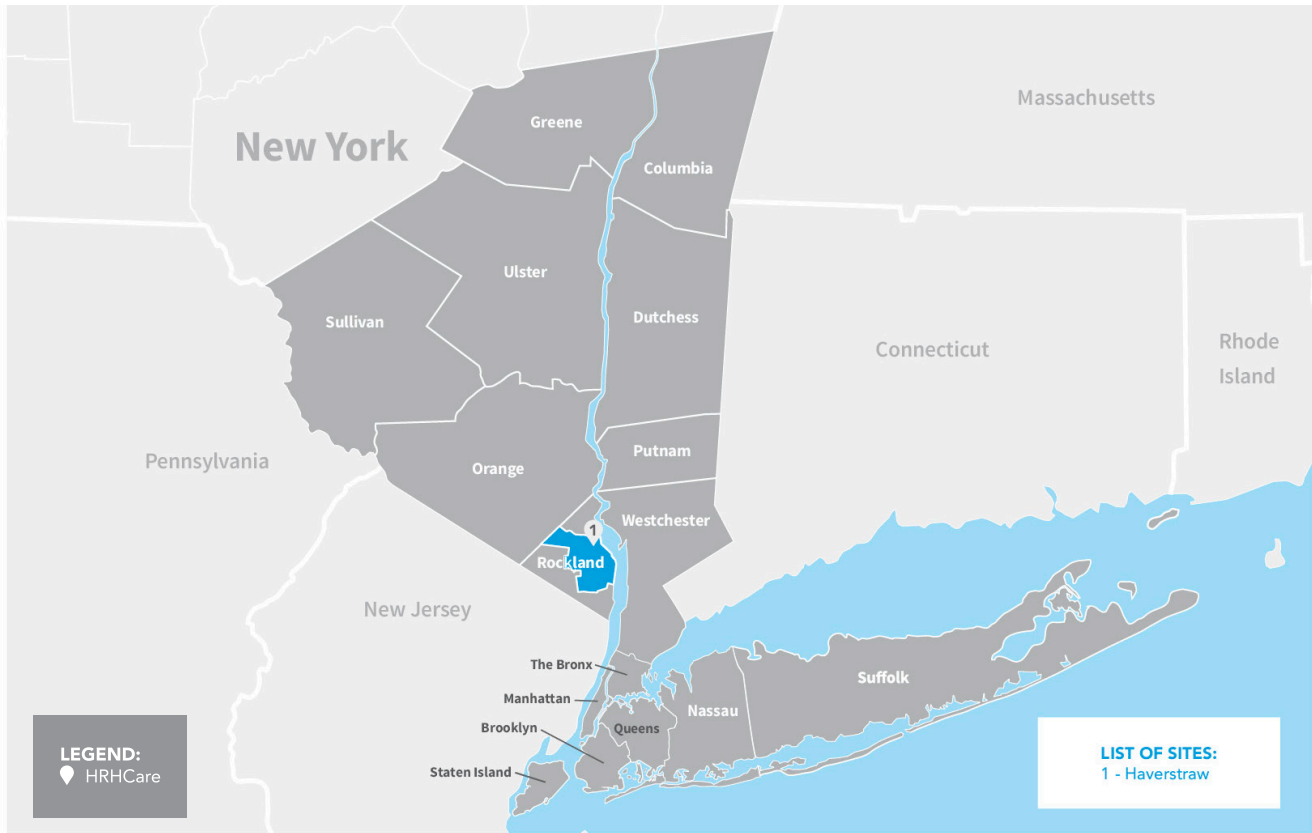 Massachusetts
Greene
New York
Columbia
Ulster
Sullivan
Dutchess
Connecticut
Rhode
Island
Putnam
Pennsylvania
Orange
Westchester
1
Rockland
New Jersey
The Bronx
Suffolk
Manhattan
Nassau
Brooklyn
Queens
Staten Island
LEGEND:
HRHCare
LIST OF SITES:
1 - Haverstraw